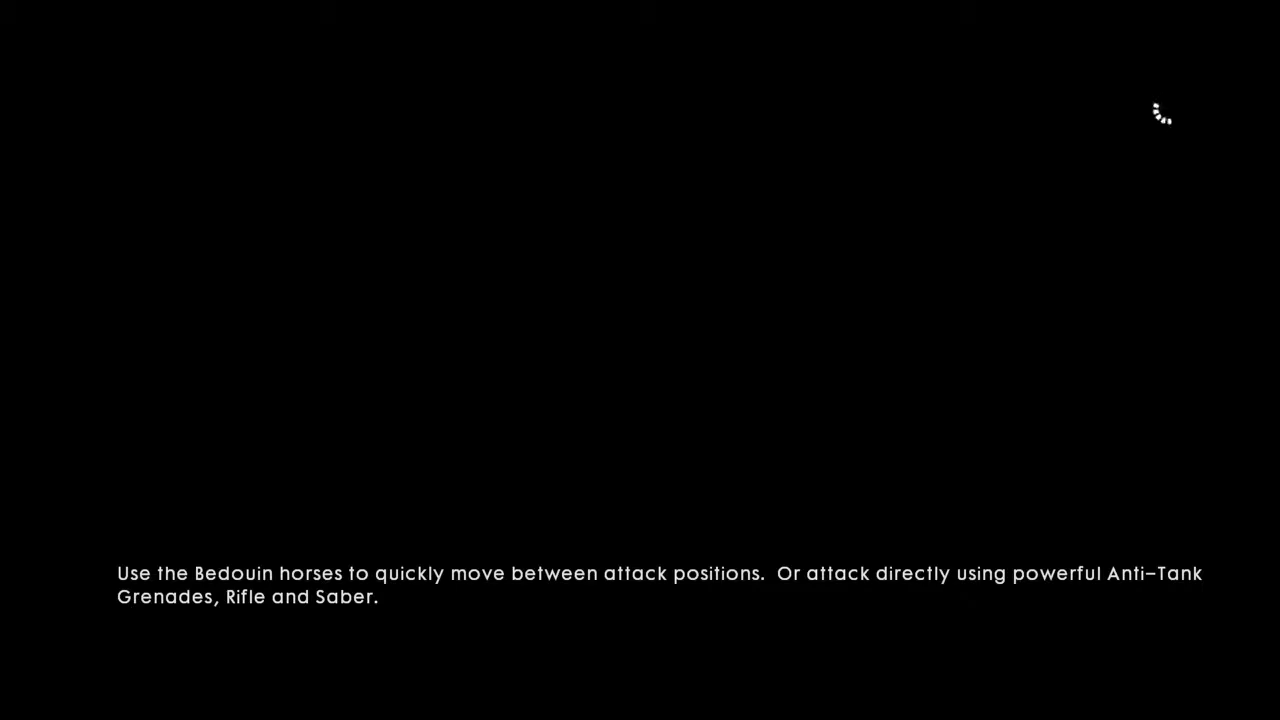 Use the Bedouin horses to quickly move between attack positions.  Or attack directly using powerful Anti-Tank
Grenades, Rifle and Saber.